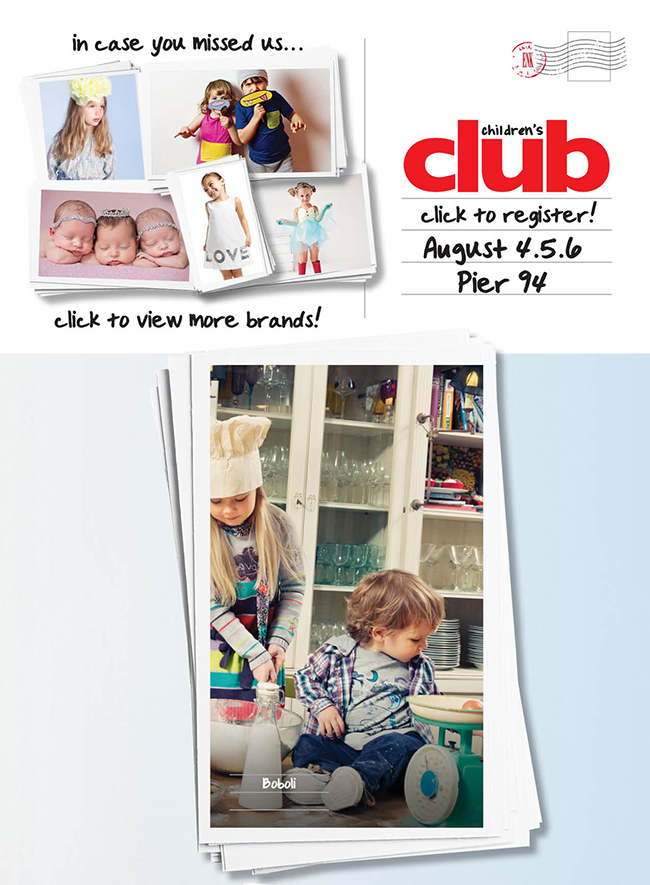 in case you missed us...
ENK
children's
club
click to register!
August 4.5.6
Pier 94
LOVE
click to view more brands!
Boboli